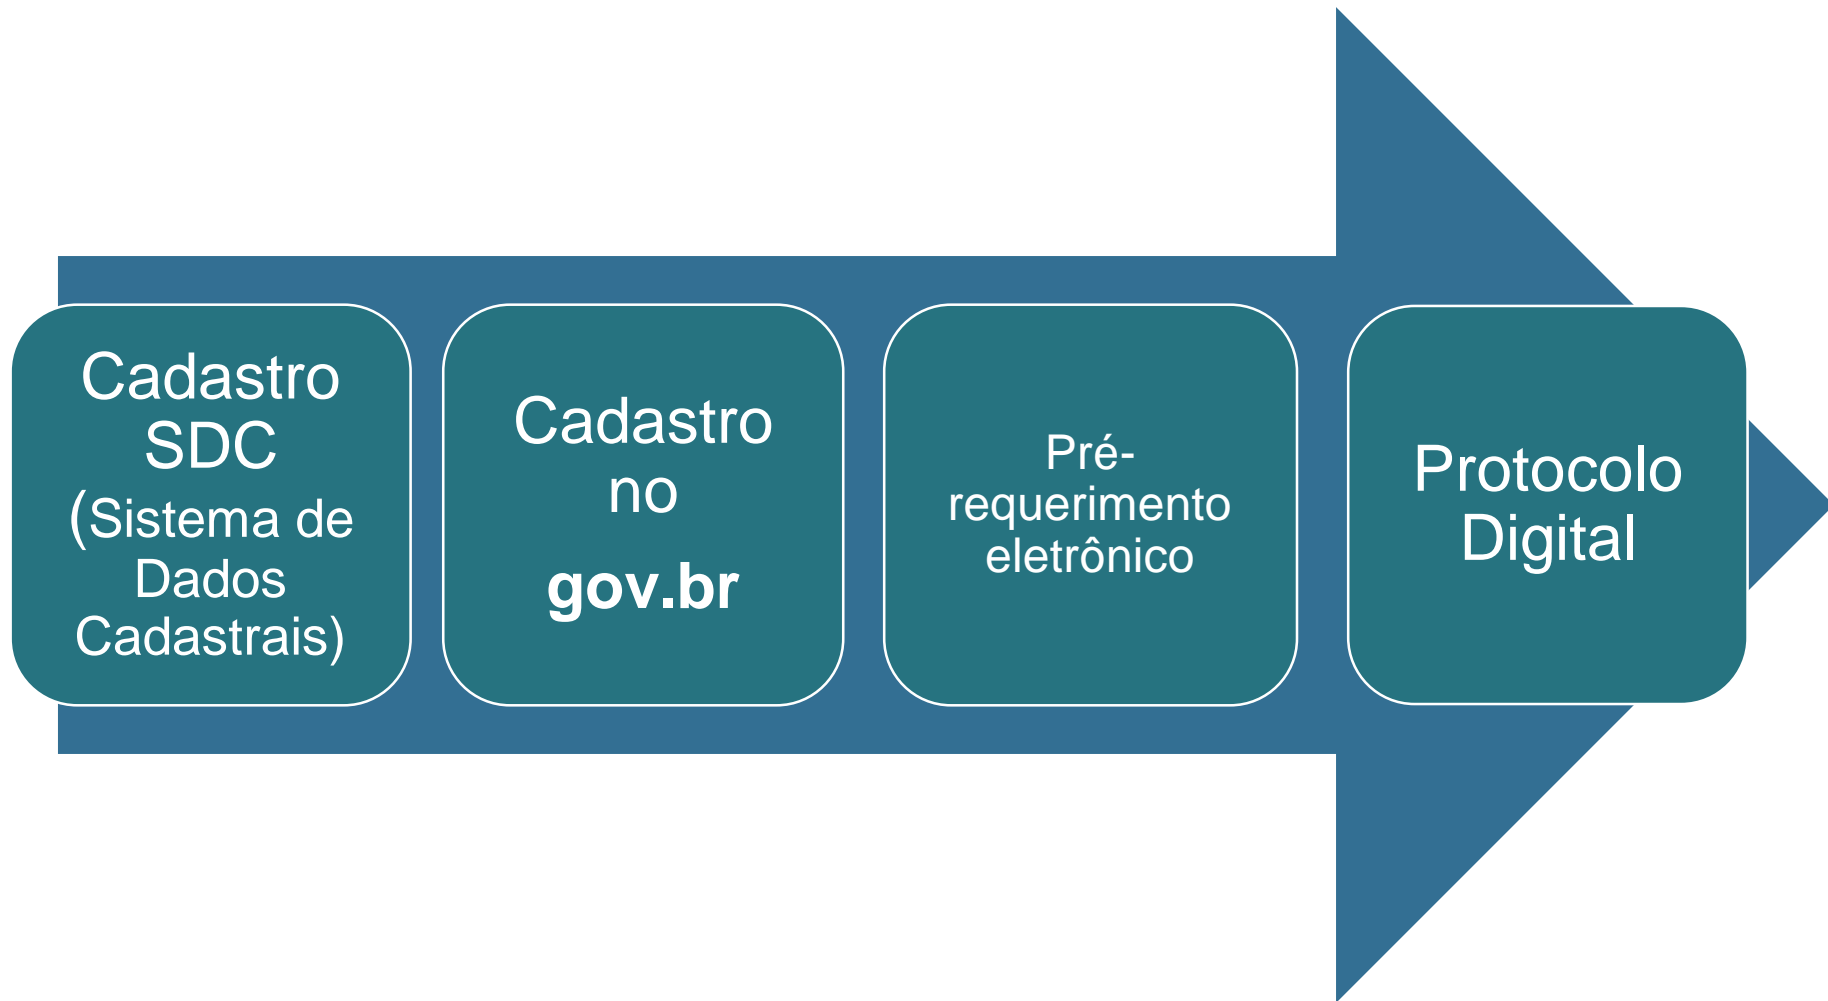 Cadastro
SDC
(Sistema de
Dados
Cadastrais)
Cadastro
no
gov.br
Pré-
requerimento
eletrônico
Protocolo
Digital